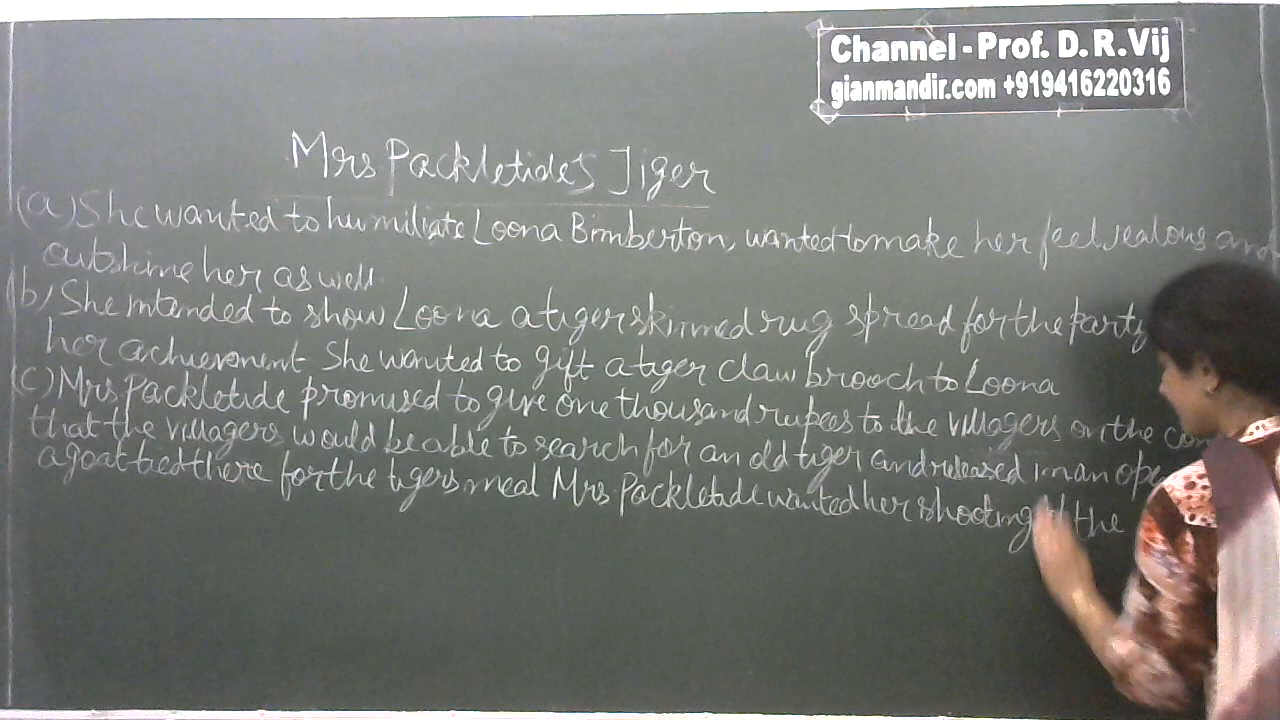 Channel - Prof. D. R. Vij
gianmandir.com +919416220316
Mrs Packletide's Tiger
(a) She wanted to humiliate Loona Bimberton, wanted to make her feel jealous and
outshine her as well.
(b) She intended to show Loona a tiger skinned rug spread for the party
her achievement She wanted to gift a tiger claw brooch to Loona
(c) Mrs Packletide promised to give one thousand rupees to the villagers on the
that the villagers would be able to search for an old tiger and released in an
a goat tied there for the tigers meal Mrs Packletide wanted her shooting the